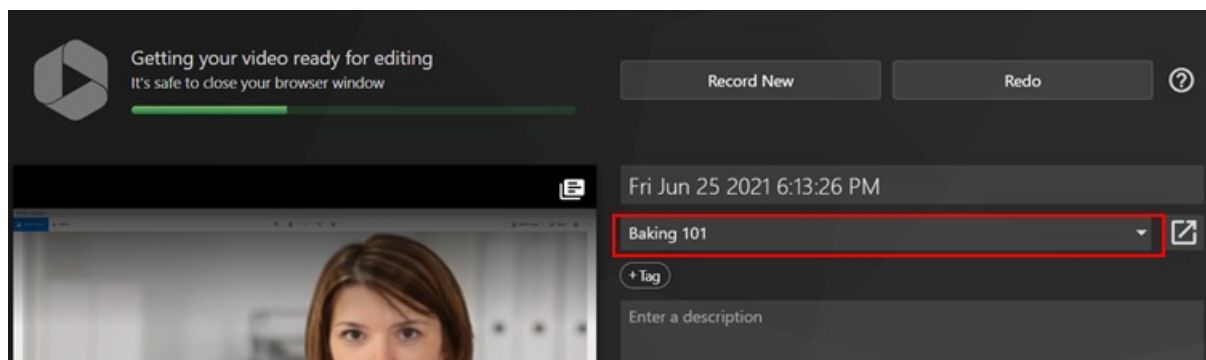 Getting your video ready for editing
It's safe to close your browser window
Record New
Redo
Fri Jun 25 2021 6:13:26 PM
Baking 101
+Tag
Enter a description